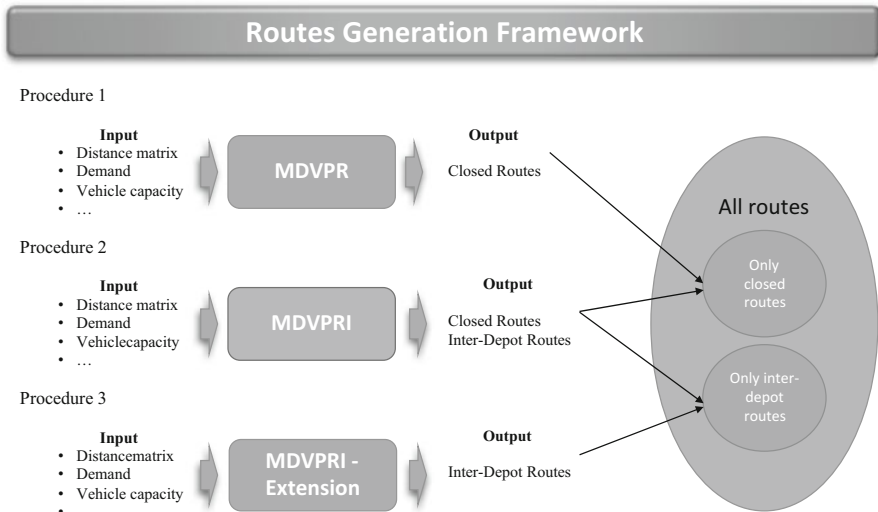 Routes Generation Framework
Procedure 1
Input
• Distance matrix
• Demand
• Vehicle capacity
• …
MDVPR
Output
Closed Routes
Procedure 2
Input
• Distance matrix
• Demand
• Vehiclecapacity
• …
MDVPRI
Output
Closed Routes
Inter-Depot Routes
Procedure 3
Input
• Distancematrix
• Demand
• Vehicle capacity
•
MDVPRI -
Extension
Output
Inter-Depot Routes
All routes
Only
closed
routes
Only inter-
depot
routes